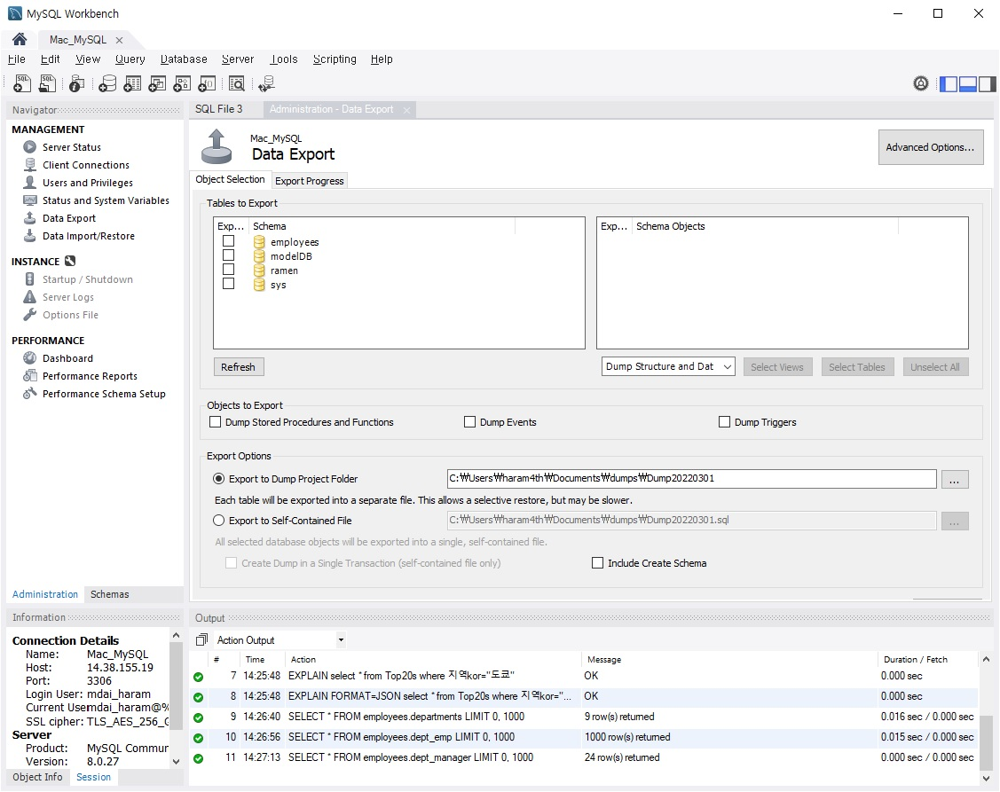 MySQL Workbench
Mac_MySQL
File Edit View Query Database Server Tools Scripting Help
Navigator
MANAGEMENT
Server Status
Client Connections
Users and Privileges
Status and System Variables
Data Export
Data Import/Restore
INSTANCE
Startup / Shutdown
Server Logs
Options File
PERFORMANCE
Dashboard
Performance Reports
Performance Schema Setup
Administration Schemas
SQL File 3 Administration - Data Export
Mac_MySQL
Data Export
Advanced Options...
Object Selection Export Progress
Tables to Export
Exp... Schema
employees
modelDB
ramen
sys
Exp... Schema Objects
Refresh
Dump Structure and Dat Select Views Select Tables Unselect All
Objects to Export
Dump Stored Procedures and Functions Dump Events Dump Triggers
Export Options
Export to Dump Project Folder C:₩Users₩haram4th₩Documents₩dumps₩Dump20220301 ...
Each table will be exported into a separate file. This allows a selective restore, but may be slower.
Export to Self-Contained File C:₩Users₩haram4th₩Documents₩dumps₩Dump20220301.sql ...
All selected database objects will be exported into a single, self-contained file.
Create Dump in a Single Transaction (self-contained file only) Include Create Schema
Information
Connection Details
Name: Mac_MySQL
Host: 14.38.155.19
Port: 3306
Login User: mdai_haram
Current Use mdai_haram@%
SSL cipher: TLS_AES_256_G
Server
Product: MySQL Commun
Version: 8.0.27
Object Info Session
Output
Action Output
# Time Action Message Duration / Fetch
7 14:25:48 EXPLAIN select * from Top20s where 지역kor="도쿄" OK 0.000 sec
8 14:25:48 EXPLAIN FORMAT=JSON select * from Top20s where 지역kor="... OK 0.000 sec
9 14:26:40 SELECT * FROM employees.departments LIMIT 0, 1000 9 row(s) returned 0.016 sec / 0.000 sec
10 14:26:56 SELECT * FROM employees.dept_emp LIMIT 0, 1000 1000 row(s) returned 0.015 sec / 0.000 sec
11 14:27:13 SELECT * FROM employees.dept_manager LIMIT 0, 1000 24 row(s) returned 0.000 sec / 0.000 sec